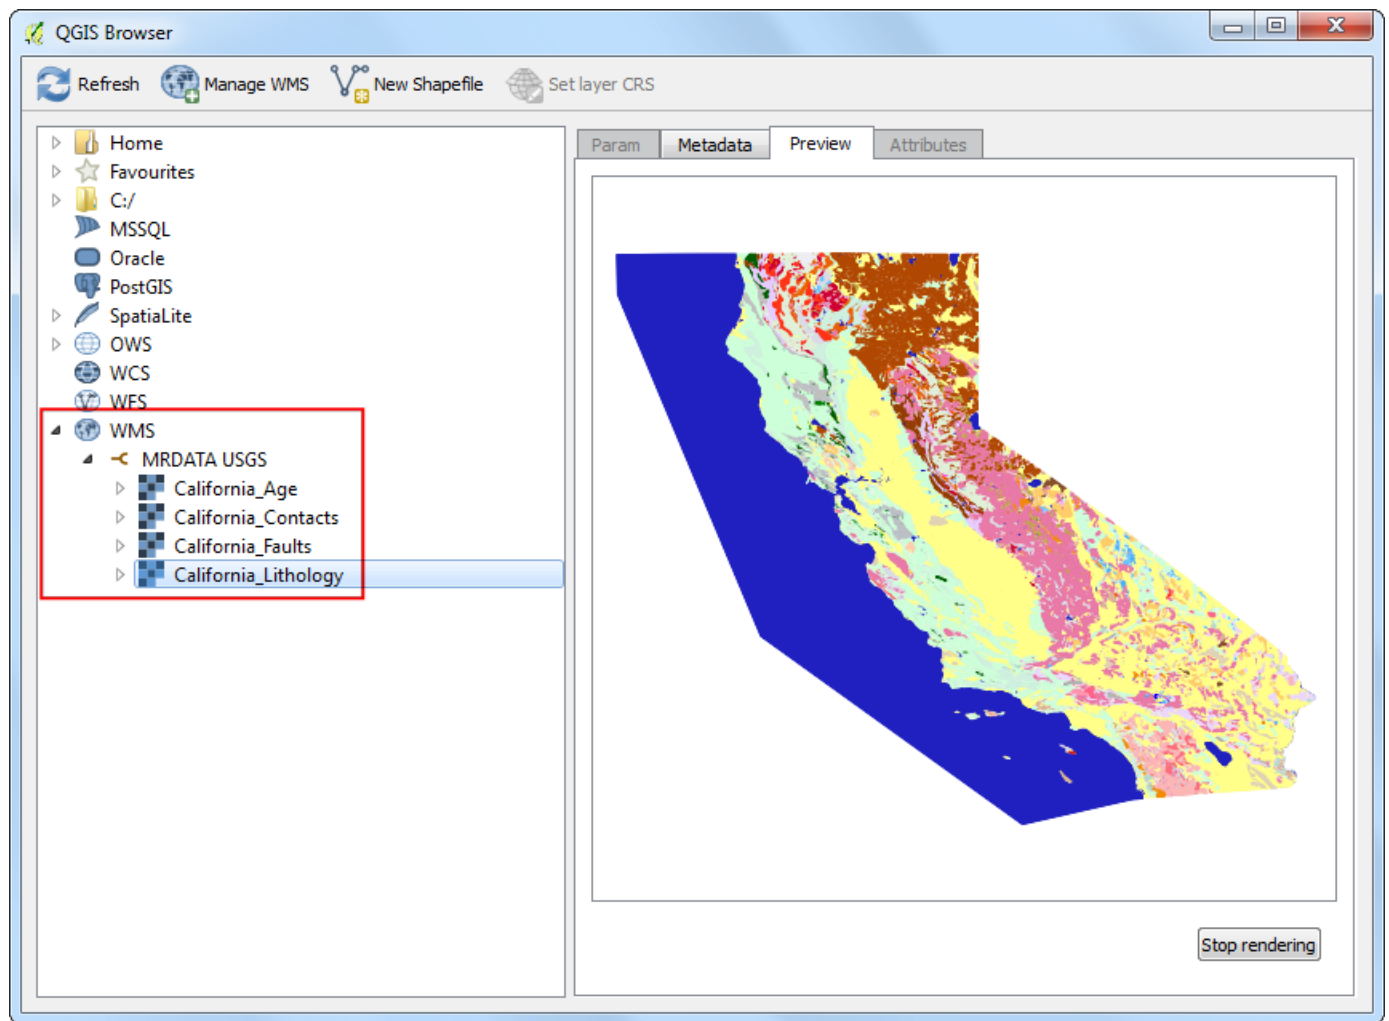 QGIS Browser
Refresh Manage WMS New Shapefile Set layer CRS
Home
Favourites
C:/
MSSQL
Oracle
PostGIS
SpatiaLite
OWS
WCS
WFS
WMS
MRDATA USGS
California_Age
California_Contacts
California_Faults
California_Lithology
Param Metadata Preview Attributes
Stop rendering